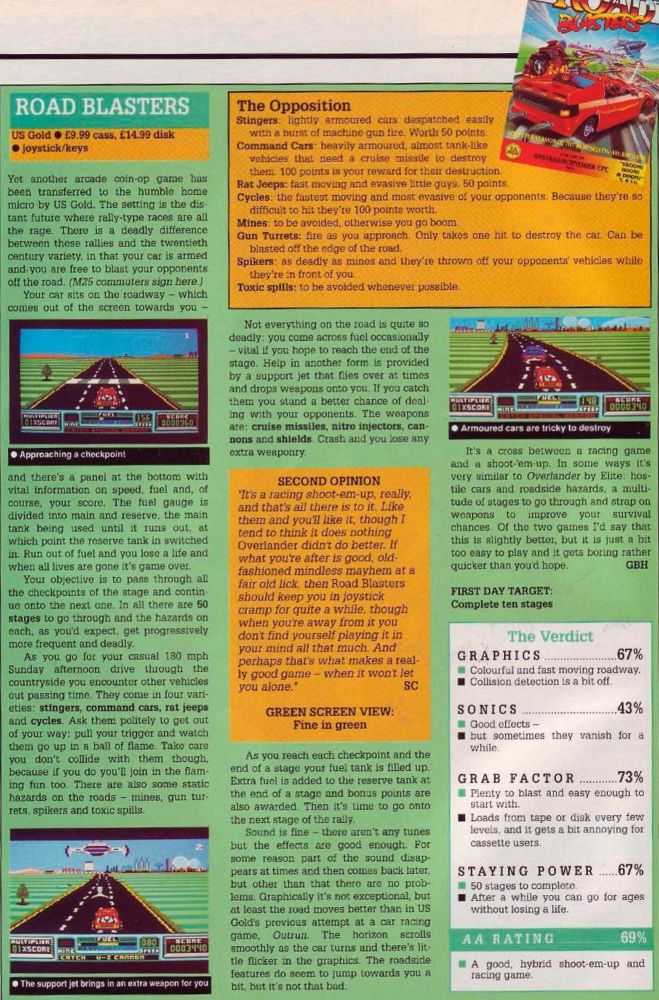 ROAD BLASTERS
US Gold ● £9.99 cass, £14.99 disk
● joystick/keys
Yet another arcade coin-op game has
been transferred to the humble home
micro by US Gold. The setting is the dis-
tant future where rally-type races are all
the rage. There is a deadly difference
between these rallies and the twentieth
century variety, in that your car is armed
and you are free to blast your opponents
off the road. (M25 commuters sign here.)
Your car sits on the roadway – which
comes out of the screen towards you –
● Approaching a checkpoint
and there's a panel at the bottom with
vital information on speed, fuel and, of
course, your score. The fuel gauge is
divided into main and reserve, the main
tank being used until it runs out, at
which point the reserve tank in switched
in. Run out of fuel and you lose a life and
when all lives are gone it's game over.
Your objective is to pass through all
the checkpoints of the stage and contin-
ue onto the next one. In all there are 50
stages to go through and the hazards on
each, as you'd expect, get progressively
more frequent and deadly.
As you go for your casual 180 mph
Sunday afternoon drive through the
countryside you encounter other vehicles
out passing time. They come in four vari-
eties: stingers, command cars, rat jeeps
and cycles. Ask them politely to get out
of your way: pull your trigger and watch
them go up in a ball of flame. Take care
you don't collide with them though,
because if you do you'll join in the flam-
ing fun too. There are also some static
hazards on the roads – mines, gun tur-
rets, spikers and toxic spills.
● The support jet brings in an extra weapon for you
The Opposition
Stingers: lightly armoured cars despatched easily
with a burst of machine gun fire. Worth 50 points.
Command Cars: heavily armoured, almost tank-like
vehicles that need a cruise missile to destroy
them. 100 points is your reward for their destruction.
Rat Jeeps: fast moving and evasive little guys. 50 points.
Cycles: the fastest moving and most evasive of your opponents. Because they're so
difficult to hit they're 100 points worth.
Mines: to be avoided, otherwise you go boom.
Gun Turrets: fire as you approach. Only takes one hit to destroy the car. Can be
blasted off the edge of the road.
Spikers: as deadly as mines and they're thrown off your opponents' vehicles while
they're in front of you.
Toxic spills: to be avoided whenever possible.
Not everything on the road is quite so
deadly: you come across fuel occasionally
– vital if you hope to reach the end of the
stage. Help in another form is provided
by a support jet that flies over at times
and drops weapons onto you. If you catch
them you stand a better chance of deal-
ing with your opponents. The weapons
are: cruise missiles, nitro injectors, can-
nons and shields. Crash and you lose any
extra weaponry.
SECOND OPINION
"It's a racing shoot-em-up, really,
and that's all there is to it. Like
them and you'll like it, though I
tend to think it does nothing
Overlander didn't do better. If
what you're after is good, old-
fashioned mindless mayhem at a
fair old lick, then Road Blasters
should keep you in joystick
cramp for quite a while, though
when you're away from it you
don't find yourself playing it in
your mind all that much. And
perhaps that's what makes a real-
ly good game – when it won't let
you alone." SC
GREEN SCREEN VIEW:
Fine in green
As you reach each checkpoint and the
end of a stage your fuel tank is filled up.
Extra fuel is added to the reserve tank at
the end of a stage and bonus points are
also awarded. Then it's time to go onto
the next stage of the rally.
Sound is fine – there aren't any tunes
but the effects are good enough. For
some reason part of the sound disap-
pears at times and then comes back later,
but other than that there are no prob-
lems. Graphically it's not exceptional, but
at least the road moves better than in US
Gold's previous attempt at a car racing
game, Outrun. The horizon scrolls
smoothly as the car turns and there's lit-
tle flicker in the graphics. The roadside
features do seem to jump towards you a
bit, but it's not that bad.
● Armoured cars are tricky to destroy
It's a cross between a racing game
and a shoot-'em-up. In some ways it's
very similar to Overlander by Elite: hos-
tile cars and roadside hazards, a multi-
tude of stages to go through and strap on
weapons to improve your survival
chances. Of the two games I'd say that
this is slightly better, but it is just a bit
too easy to play and it gets boring rather
quicker than you'd hope. GBH
FIRST DAY TARGET:
Complete ten stages
The Verdict
GRAPHICS ..................67%
■ Colourful and fast moving roadway.
■ Collision detection is a bit off.
SONICS .......................43%
■ Good effects –
■ but sometimes they vanish for a
while.
GRAB FACTOR ...........73%
■ Plenty to blast and easy enough to
start with.
■ Loads from tape or disk every few
levels, and it gets a bit annoying for
cassette users.
STAYING POWER .....67%
■ 50 stages to complete.
■ After a while you can go for ages
without losing a life.
AA RATING .................69%
■ A good, hybrid shoot-em-up and
racing game.
ROAD
BLASTERS
1
MULTIPLIER
01XSCORE
FUEL
156
SPEED
SCORE
0000360
2
MULTIPLIER
01XSCORE
FUEL
080
SPEED
SCORE
0003440
CATCH U-Z CANNON
MULTIPLIER
01XSCORE
FUEL
148
SPEED
SCORE
0000340